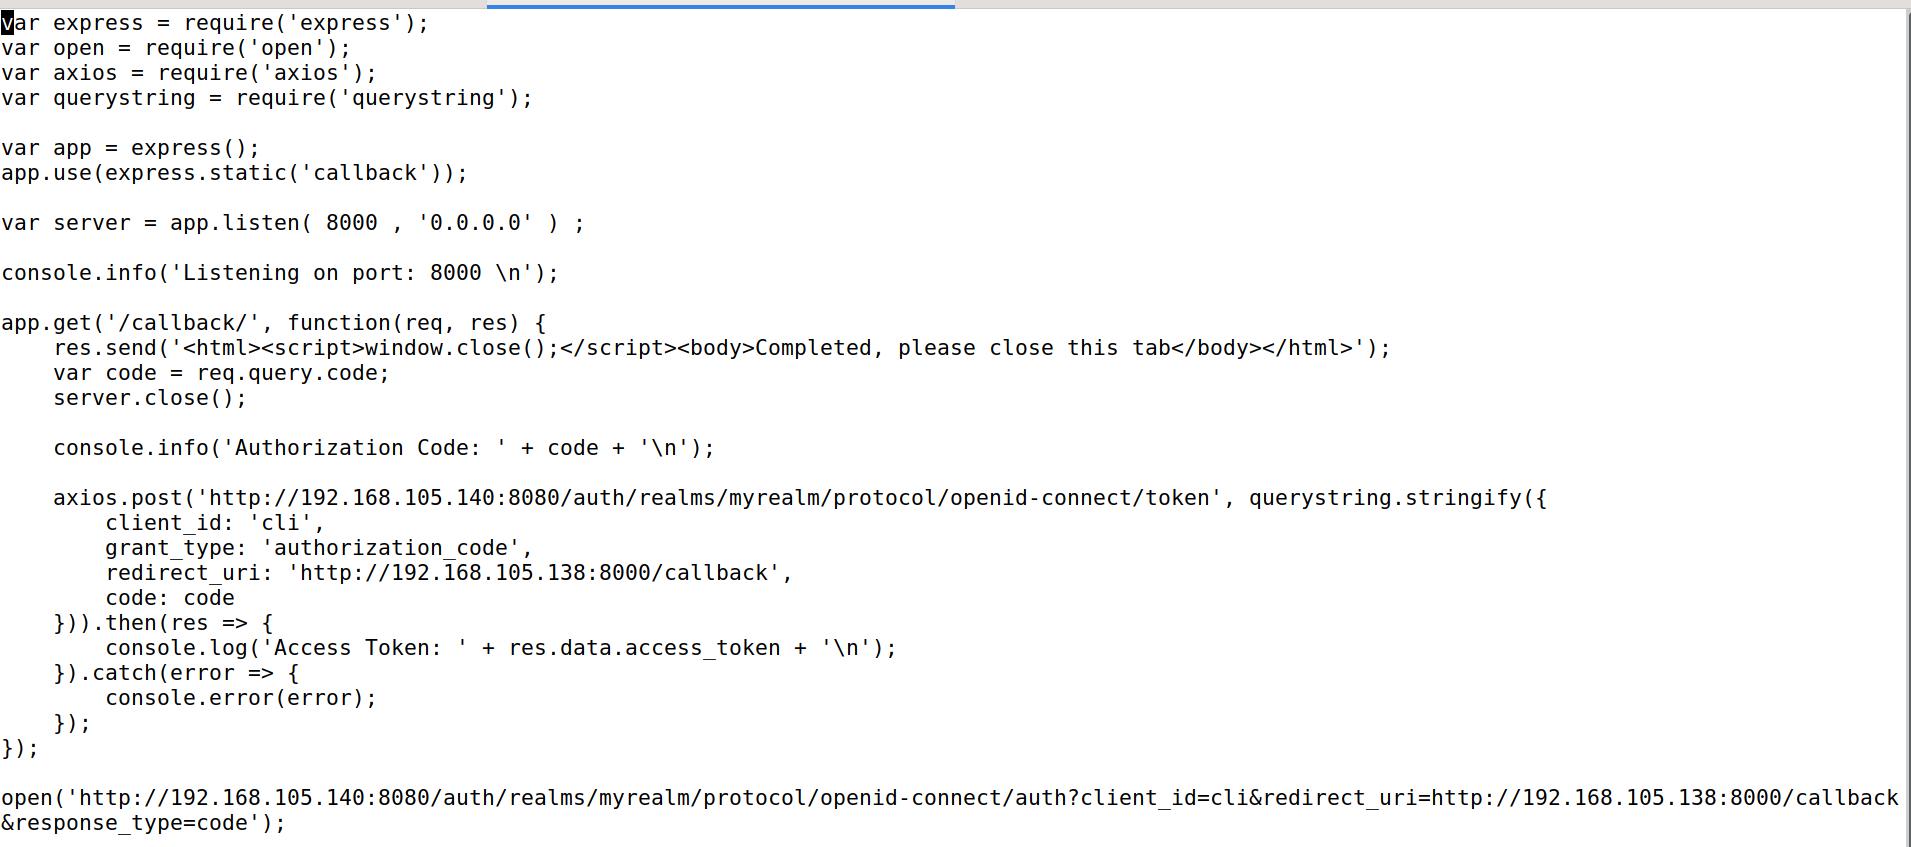 var express = require('express');
var open = require('open');
var axios = require('axios');
var querystring = require('querystring');

var app = express();
app.use(express.static('callback'));

var server = app.listen( 8000 , '0.0.0.0' ) ;

console.info('Listening on port: 8000 \n');

app.get('/callback/', function(req, res) {
    res.send('<html><script>window.close();</script><body>Completed, please close this tab</body></html>');
    var code = req.query.code;
    server.close();

    console.info('Authorization Code: ' + code + '\n');

    axios.post('http://192.168.105.140:8080/auth/realms/myrealm/protocol/openid-connect/token', querystring.stringify({
        client_id: 'cli',
        grant_type: 'authorization_code',
        redirect_uri: 'http://192.168.105.138:8000/callback',
        code: code
    })).then(res => {
        console.log('Access Token: ' + res.data.access_token + '\n');
    }).catch(error => {
        console.error(error);
    });
});

open('http://192.168.105.140:8080/auth/realms/myrealm/protocol/openid-connect/auth?client_id=cli&redirect_uri=http://192.168.105.138:8000/callback
&response_type=code');